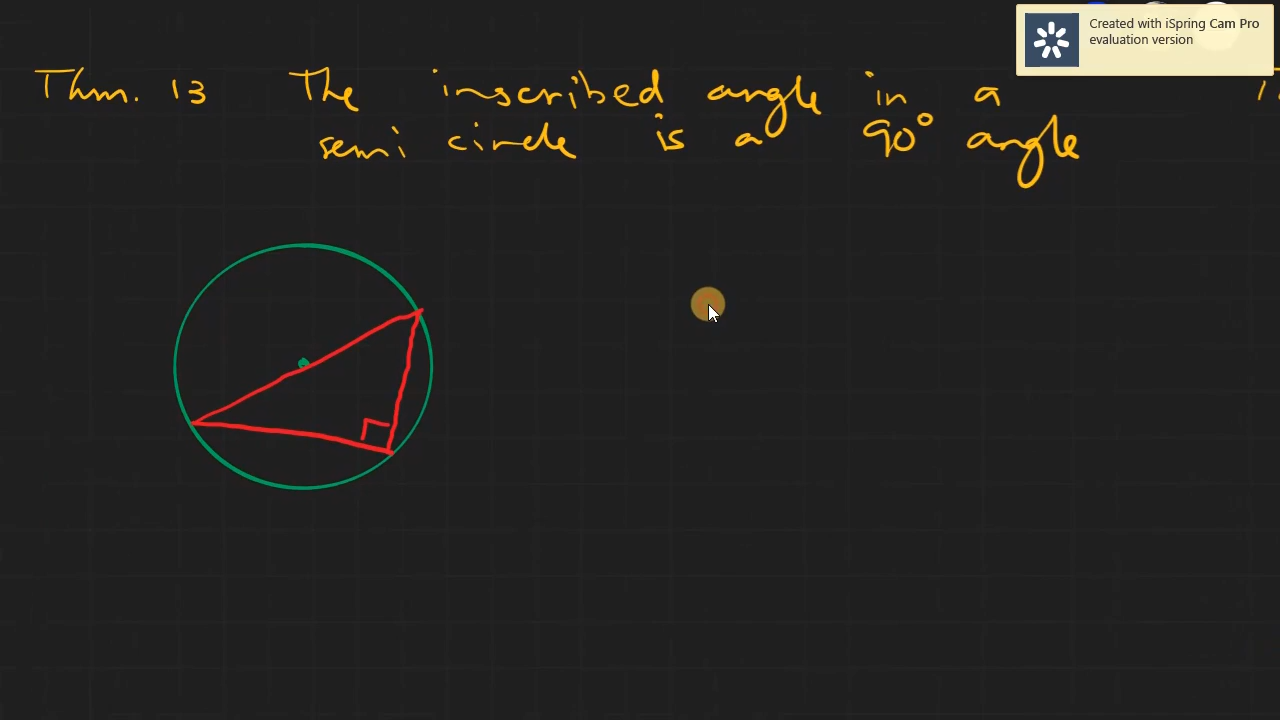 Created with iSpring Cam Pro
evaluation version
Thm. 13 The inscribed angle in a
semi circle is a 90° angle